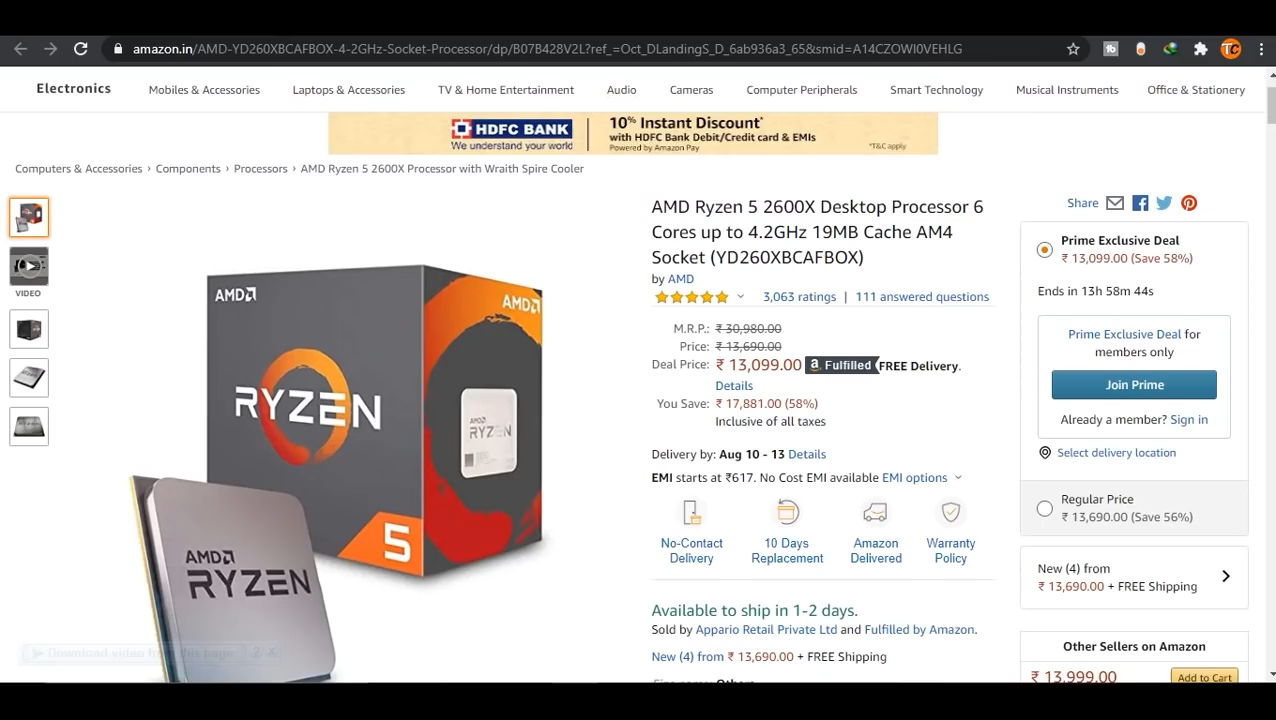 amazon.in/AMD-YD260XBCAFBOX-4-2GHz-Socket-Processor/dp/B07B428V2L?ref_=Oct_DLandingS_D_6ab936a3_65&smid=A14CZOWI0VEHLG
Electronics Mobiles & Accessories Laptops & Accessories TV & Home Entertainment Audio Cameras Computer Peripherals Smart Technology Musical Instruments Office & Stationery
HDFC BANK
We understand your world
10% Instant Discount*
with HDFC Bank Debit/Credit card & EMIs
Powered by Amazon Pay
*T&C apply
Computers & Accessories › Components › Processors › AMD Ryzen 5 2600X Processor with Wraith Spire Cooler
VIDEO
AMD
AMD
RYZEN
AMD
RYZEN
5
AMD
RYZEN
Download video from this page
AMD Ryzen 5 2600X Desktop Processor 6
Cores up to 4.2GHz 19MB Cache AM4
Socket (YD260XBCAFBOX)
by AMD
3,063 ratings | 111 answered questions
M.R.P.: ₹ 30,980.00
Price: ₹ 13,690.00
Deal Price: ₹ 13,099.00 a Fulfilled FREE Delivery.
Details
You Save: ₹ 17,881.00 (58%)
Inclusive of all taxes
Delivery by: Aug 10 - 13 Details
EMI starts at ₹617. No Cost EMI available EMI options
No-Contact
Delivery
10 Days
Replacement
Amazon
Delivered
Warranty
Policy
Available to ship in 1-2 days.
Sold by Appario Retail Private Ltd and Fulfilled by Amazon.
New (4) from ₹ 13,690.00 + FREE Shipping
Share
Prime Exclusive Deal
₹ 13,099.00 (Save 58%)
Ends in 13h 58m 44s
Prime Exclusive Deal for
members only
Join Prime
Already a member? Sign in
Select delivery location
Regular Price
₹ 13,690.00 (Save 56%)
New (4) from
₹ 13,690.00 + FREE Shipping
Other Sellers on Amazon
₹ 13,999.00 Add to Cart